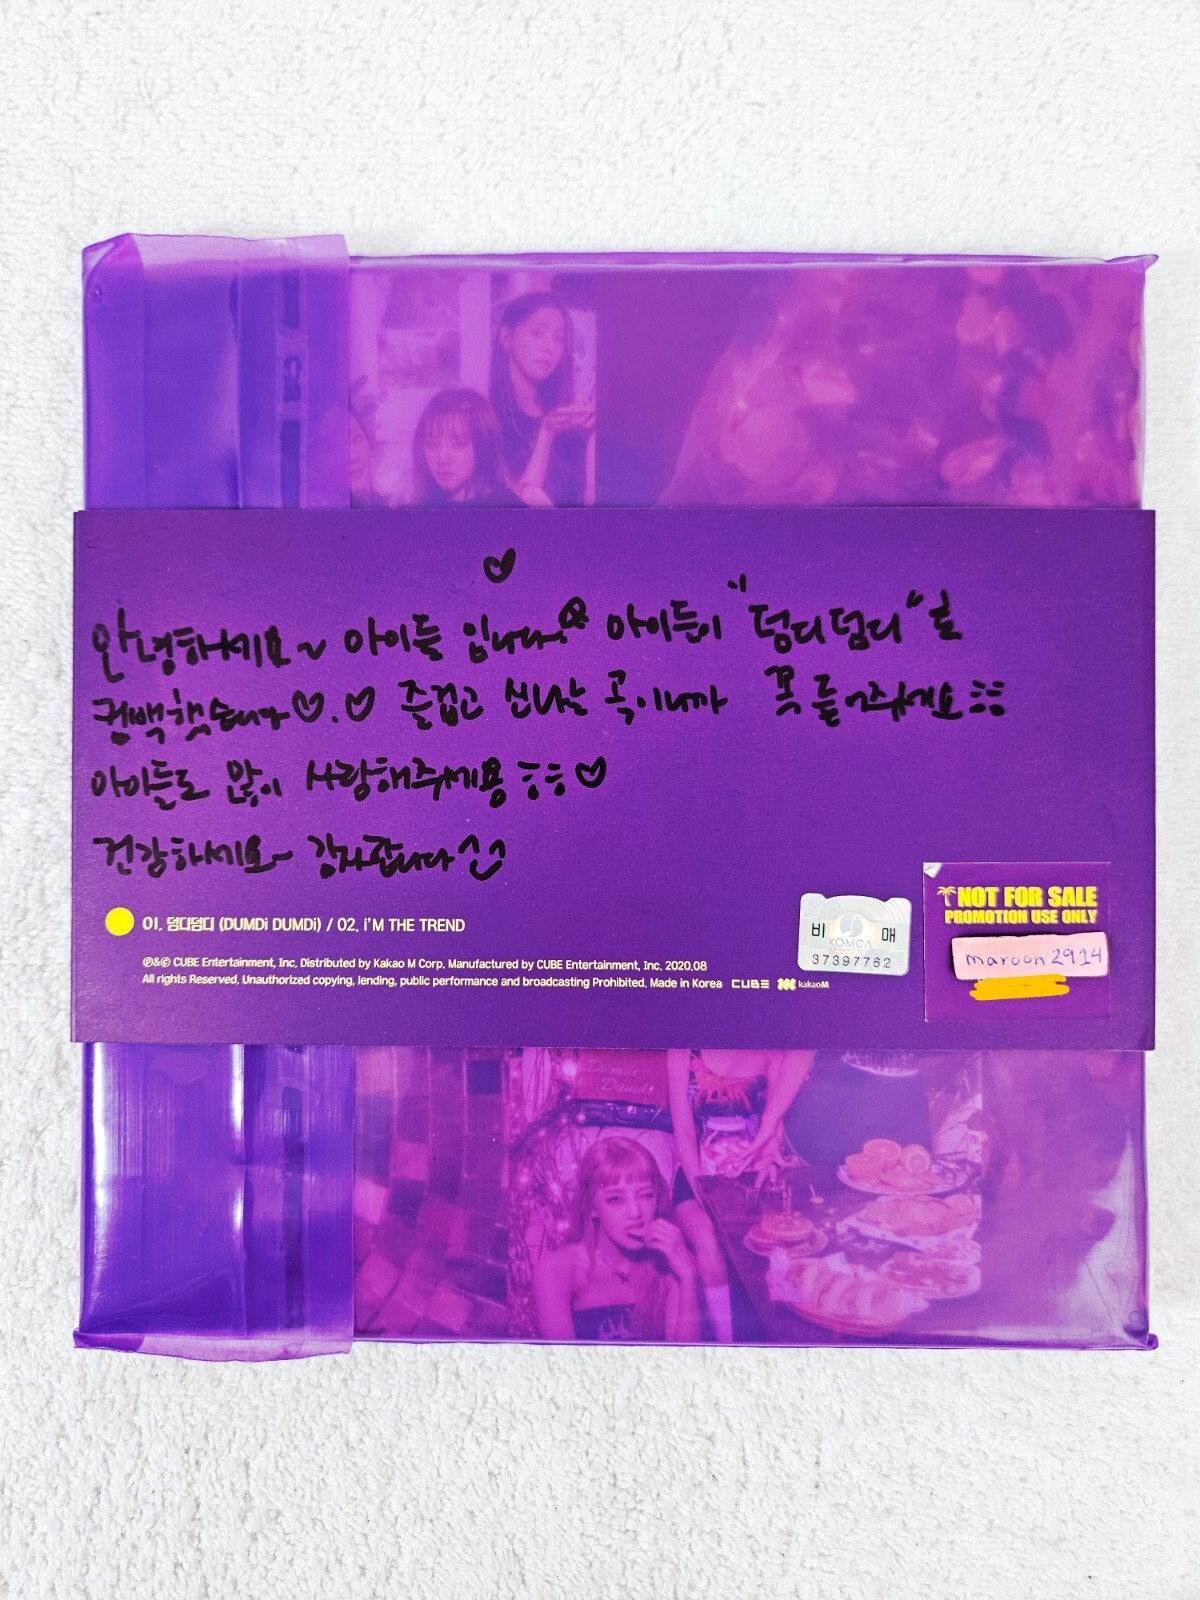 안녕하세요~ 아이들 입니다! 아이들이 "덤디덤디"로
컴백했습니다♡.♡ 즐겁고 신나는 곡이니까 꼭 들어주세요ㅎㅎ
아이들도 많이 사랑해주세용ㅎㅎ♡
건강하세요~ 감사합니다^^
01. 덤디덤디 (DUMDi DUMDi) / 02. i'M THE TREND
℗&© CUBE Entertainment, Inc. Distributed by Kakao M Corp. Manufactured by CUBE Entertainment, Inc. 2020.08
All rights Reserved. Unauthorized copying, lending, public performance and broadcasting Prohibited. Made in Korea CUBE kakaoM
비 매
KOMCA
37397762
NOT FOR SALE
PROMOTION USE ONLY
maroon2914
Dumdi
Dumdi